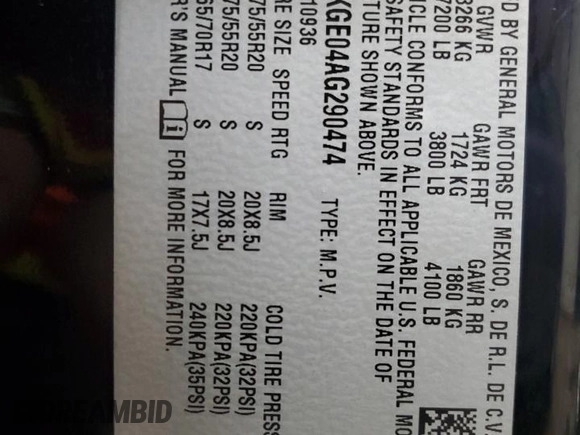 D BY GENERAL MOTORS DE MEXICO, S. DE R.L. DE C.V.
GVWR GAWR FRT GAWR RR
3266 KG 1724 KG 1860 KG
7200 LB 3800 LB 4100 LB
CONFORMS TO ALL APPLICABLE U.S. FEDERAL MO
SAFETY STANDARDS IN EFFECT ON THE DATE OF
TURE SHOWN ABOVE.
KGE04AG290474 TYPE: M.P.V.
10936
RE SIZE SPEED RTG RIM COLD TIRE PRESS
75/55R20 S 20X8.5J 220KPA(32PSI)
75/55R20 S 20X8.5J 220KPA(32PSI)
65/70R17 S 17X7.5J 240KPA(35PSI)
R'S MANUAL FOR MORE INFORMATION.
DREAMBID